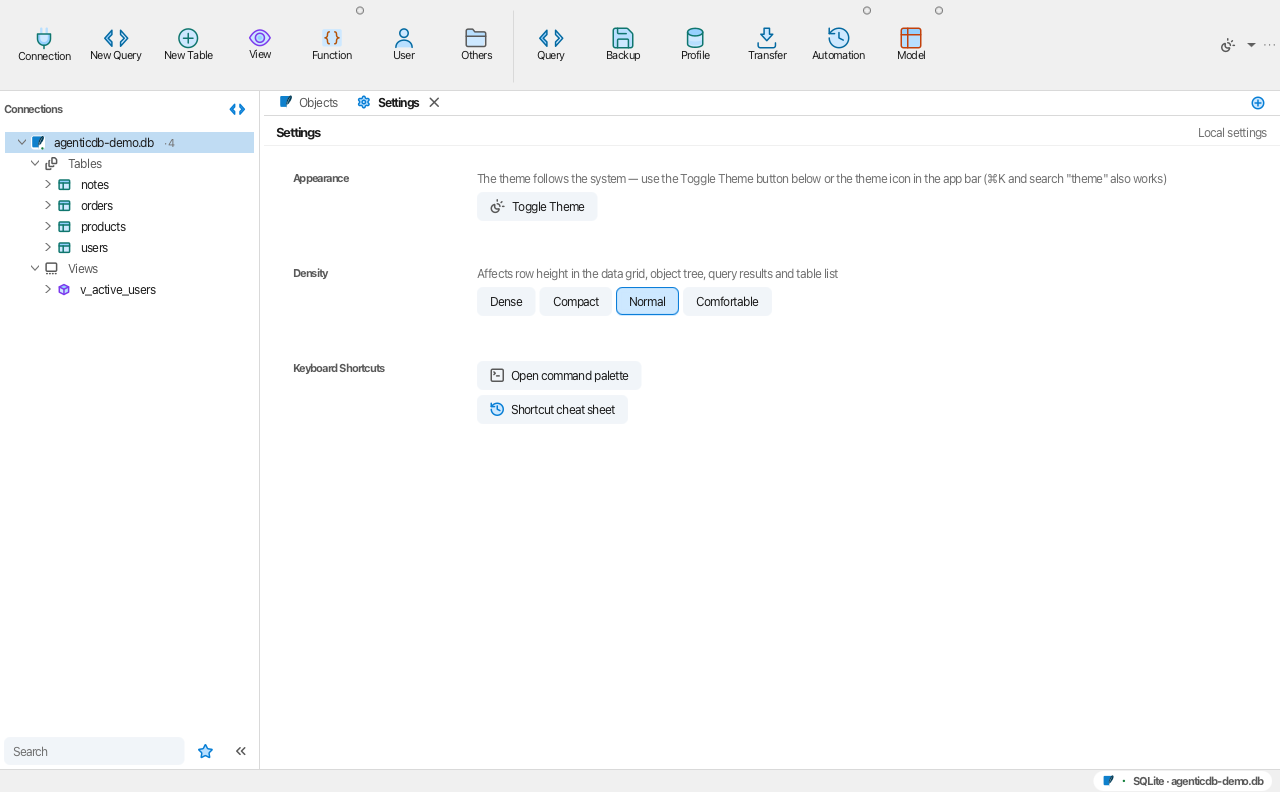 Connection
New Query
New Table
View
Function
User
Others
Query
Backup
Profile
Transfer
Automation
Model
Connections
agenticdb-demo.db · 4
Tables
notes
orders
products
users
Views
v_active_users
Search
Objects
Settings
Settings
Local settings
Appearance
The theme follows the system — use the Toggle Theme button below or the theme icon in the app bar (⌘K and search "theme" also works)
Toggle Theme
Density
Affects row height in the data grid, object tree, query results and table list
Dense
Compact
Normal
Comfortable
Keyboard Shortcuts
Open command palette
Shortcut cheat sheet
· SQLite · agenticdb-demo.db